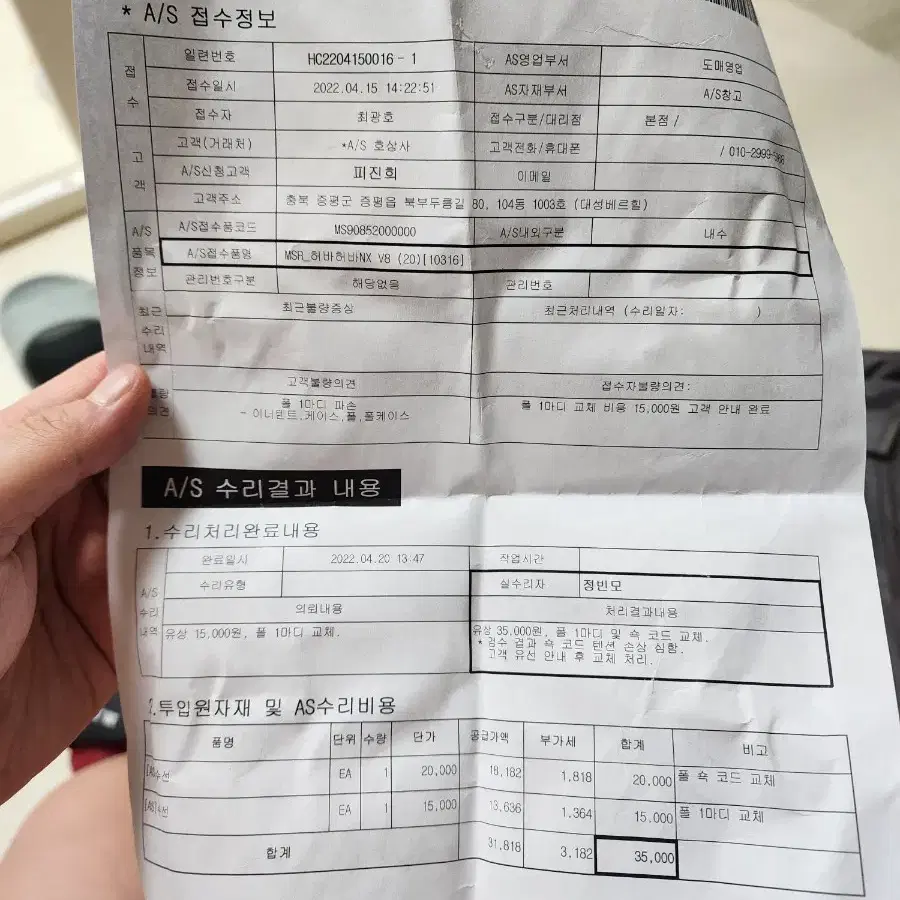 * A/S 접수정보
접수
일련번호 HC2204150016 - 1 AS영업부서 도매영업
접수일시 2022.04.15 14:22:51 AS자재부서 A/S창고
접수자 최광호 접수구분/대리점 본점 /
고객
고객(거래처) *A/S 호상사 고객전화/휴대폰 / 010-2999-
A/S신청고객 피진희 이메일
고객주소 충북 증평군 증평읍 북부두름길 80, 104동 1003호 (대성베르힐)
A/S 품목 정보
A/S접수품코드 MS90852000000 A/S내외구분 내수
A/S접수품명 MSR_허바허바NX V8 (20)[10316]
관리번호구분 해당없음 관리번호
최근 수리 내역
최근불량증상 최근처리내역 (수리일자: )
의견
고객불량의견 접수자불량의견:
폴 1마디 파손 폴 1마디 교체 비용 15,000원 고객 안내 완료
- 이너텐트,케이스,폴,폴케이스
A/S 수리결과 내용
1.수리처리완료내용
A/S 수리 내역
완료일시 2022.04.20 13:47 작업시간
수리유형 실수리자 정빈모
의뢰내용 처리결과내용
유상 15,000원, 폴 1마디 교체. 유상 35,000원, 폴 1마디 및 쇽 코드 교체.
*검수 결과 쇽 코드 텐션 손상 심함.
고객 유선 안내 후 교체 처리.
2.투입원자재 및 AS수리비용
품명 단위 수량 단가 공급가액 부가세 합계 비고
[AS]수선 EA 1 20,000 18,182 1,818 20,000 폴 쇽 코드 교체
[AS]수선 EA 1 15,000 13,636 1,364 15,000 폴 1마디 교체
합계 31,818 3,182 35,000